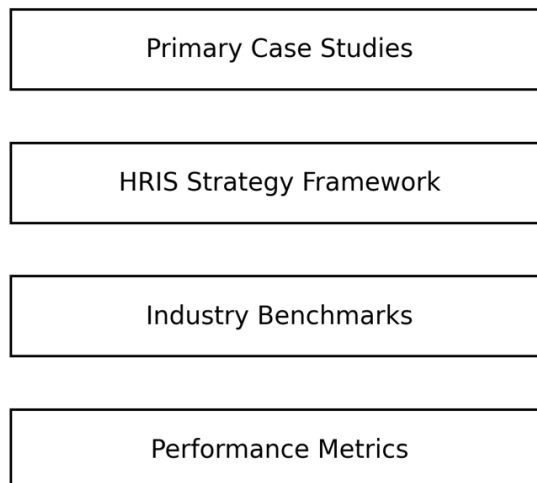 Primary Case Studies
HRIS Strategy Framework
Industry Benchmarks
Performance Metrics